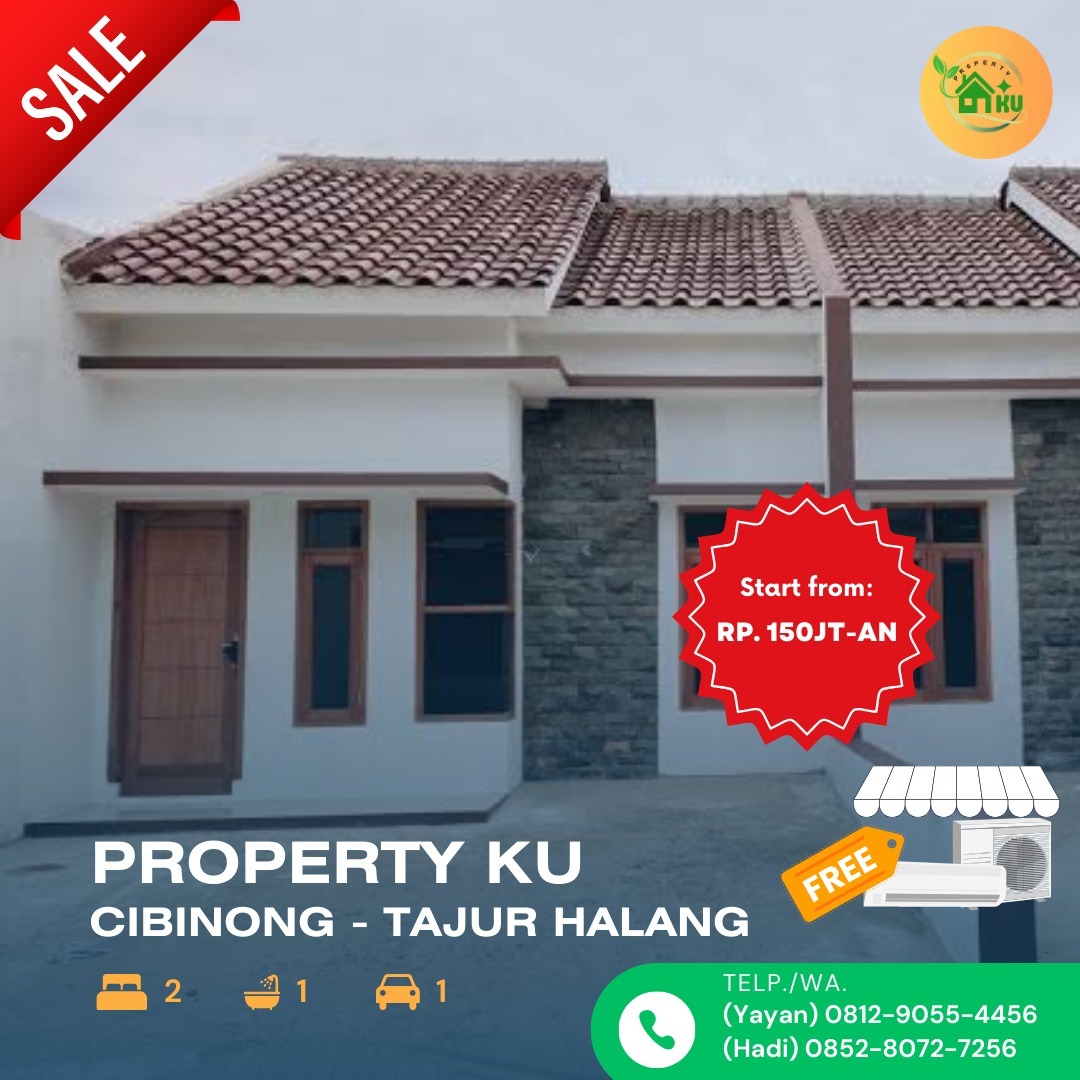 SALE
PROPERTY
KU
Start from:
RP. 150JT-AN
FREE
PROPERTY KU
CIBINONG - TAJUR HALANG
2 1 1
TELP./WA.
(Yayan) 0812-9055-4456
(Hadi) 0852-8072-7256